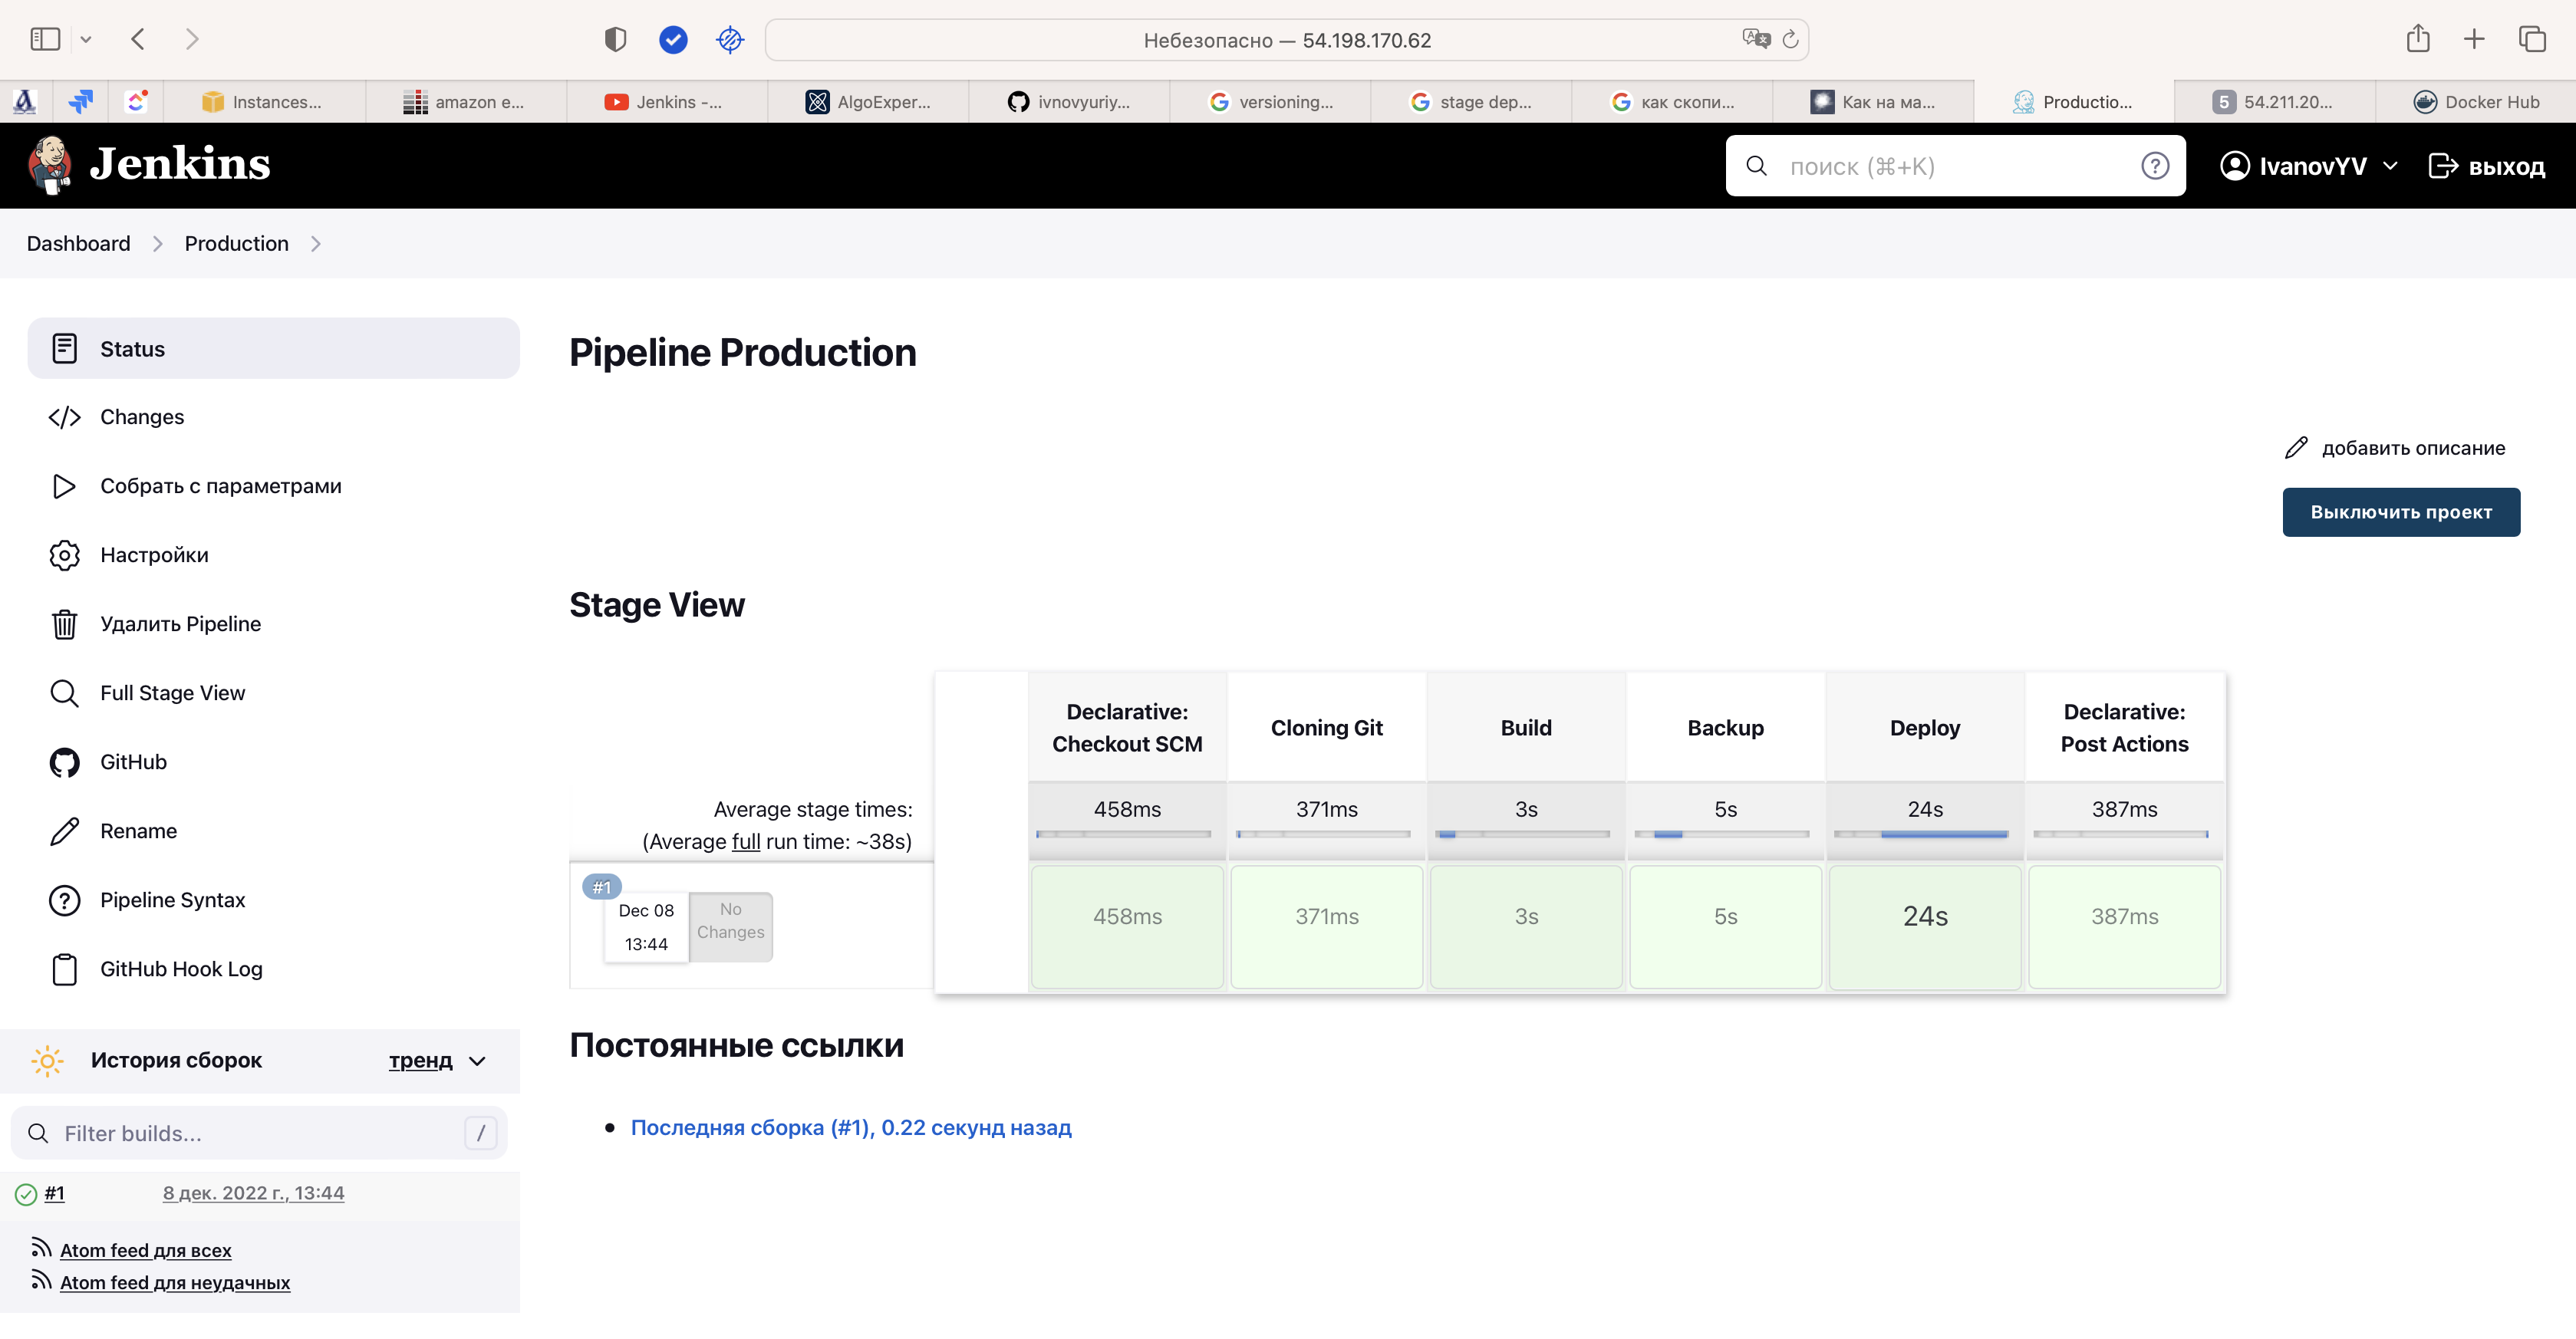 Небезопасно — 54.198.170.62
Instances...
amazon e...
Jenkins -...
AlgoExper...
ivnovyuriy...
versioning...
stage dep...
как скопи...
Как на ма...
Productio...
5 54.211.20...
Docker Hub
Jenkins
поиск (⌘+K)
?
IvanovYV
выход
Dashboard
Production
Status
Changes
Собрать с параметрами
Настройки
Удалить Pipeline
Full Stage View
GitHub
Rename
Pipeline Syntax
GitHub Hook Log
История сборок
тренд
Filter builds...
/
#1
8 дек. 2022 г., 13:44
Atom feed для всех
Atom feed для неудачных
Pipeline Production
добавить описание
Выключить проект
Stage View
Declarative:
Checkout SCM
Cloning Git
Build
Backup
Deploy
Declarative:
Post Actions
Average stage times:
(Average full run time: ~38s)
458ms
371ms
3s
5s
24s
387ms
#1
Dec 08
13:44
No
Changes
458ms
371ms
3s
5s
24s
387ms
Постоянные ссылки
Последняя сборка (#1), 0.22 секунд назад